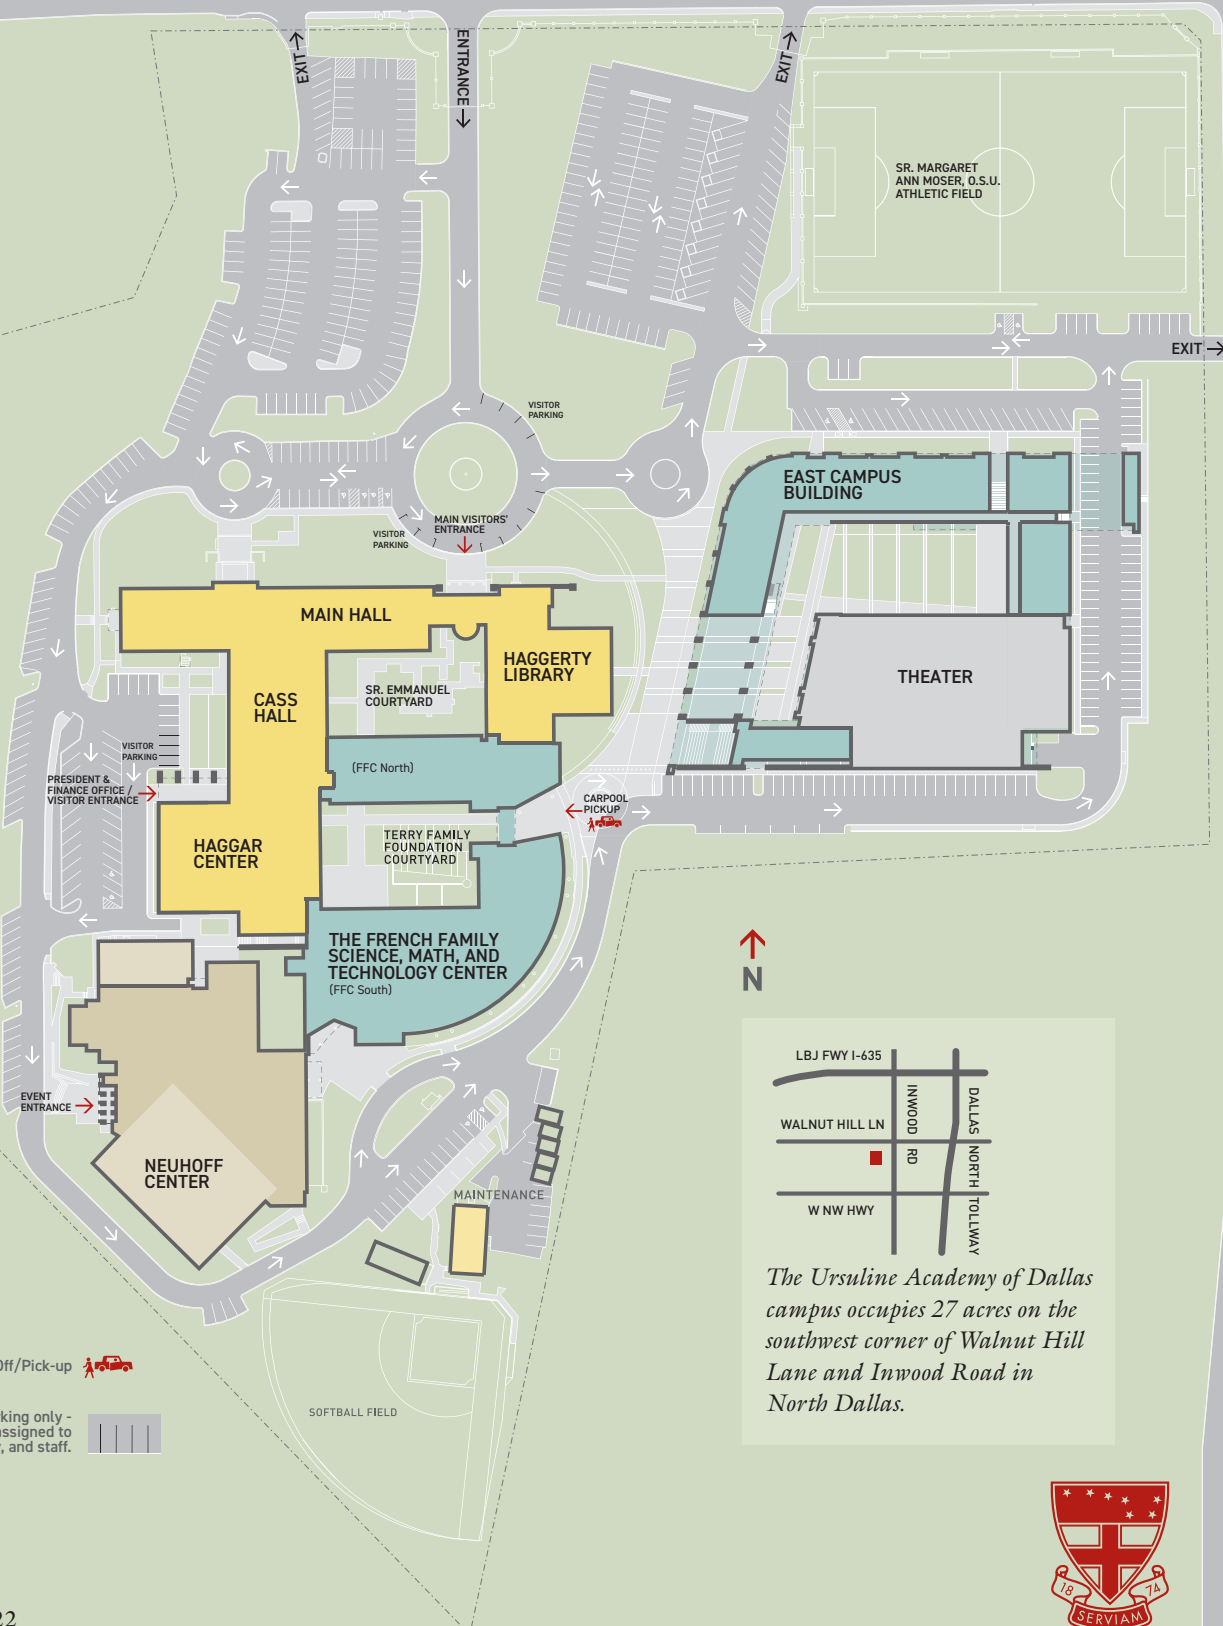 EXIT
ENTRANCE
EXIT
SR. MARGARET
ANN MOSER, O.S.U.
ATHLETIC FIELD
EXIT
VISITOR
PARKING
EAST CAMPUS
BUILDING
MAIN VISITORS'
ENTRANCE
VISITOR
PARKING
MAIN HALL
HAGGERTY
LIBRARY
THEATER
CASS
HALL
SR. EMMANUEL
COURTYARD
VISITOR
PARKING
(FFC North)
PRESIDENT &
FINANCE OFFICE /
VISITOR ENTRANCE
CARPOOL
PICKUP
HAGGAR
CENTER
TERRY FAMILY
FOUNDATION
COURTYARD
THE FRENCH FAMILY
SCIENCE, MATH, AND
TECHNOLOGY CENTER
(FFC South)
N
EVENT
ENTRANCE
NEUHOFF
CENTER
MAINTENANCE
LBJ FWY I-635
INWOOD RD
DALLAS NORTH TOLLWAY
WALNUT HILL LN
W NW HWY
The Ursuline Academy of Dallas
campus occupies 27 acres on the
southwest corner of Walnut Hill
Lane and Inwood Road in
North Dallas.
Off/Pick-up
SOFTBALL FIELD
king only -
assigned to
, and staff.
18 74
SERVIAM
22